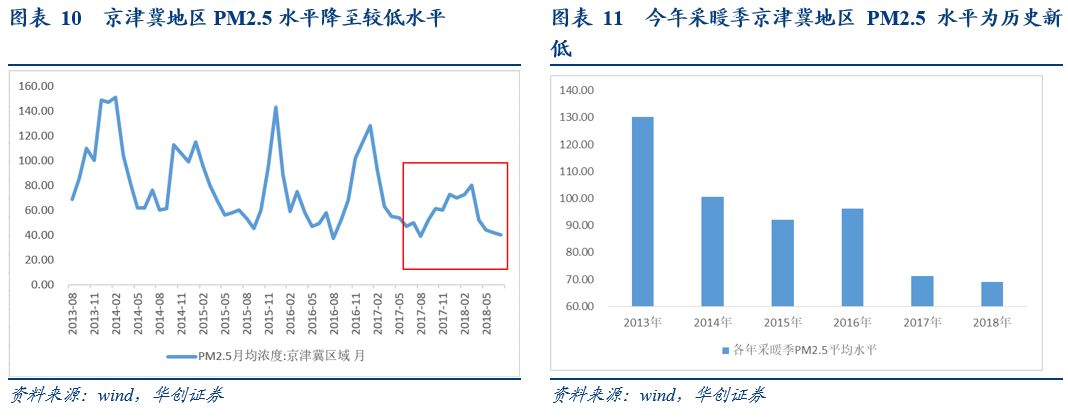 图表 10 京津冀地区 PM2.5 水平降至较低水平
160.00
140.00
120.00
100.00
80.00
60.00
40.00
20.00
0.00
2013-08
2013-11
2014-02
2014-05
2014-08
2014-11
2015-02
2015-05
2015-08
2015-11
2016-02
2016-05
2016-08
2016-11
2017-02
2017-05
2017-08
2017-11
2018-02
2018-05
PM2.5月均浓度:京津冀区域 月
资料来源：wind，华创证券
图表 11 今年采暖季京津冀地区 PM2.5 水平为历史新
低
140.00
130.00
120.00
110.00
100.00
90.00
80.00
70.00
60.00
2013年
2014年
2015年
2016年
2017年
2018年
各年采暖季PM2.5平均水平
资料来源：wind，华创证券